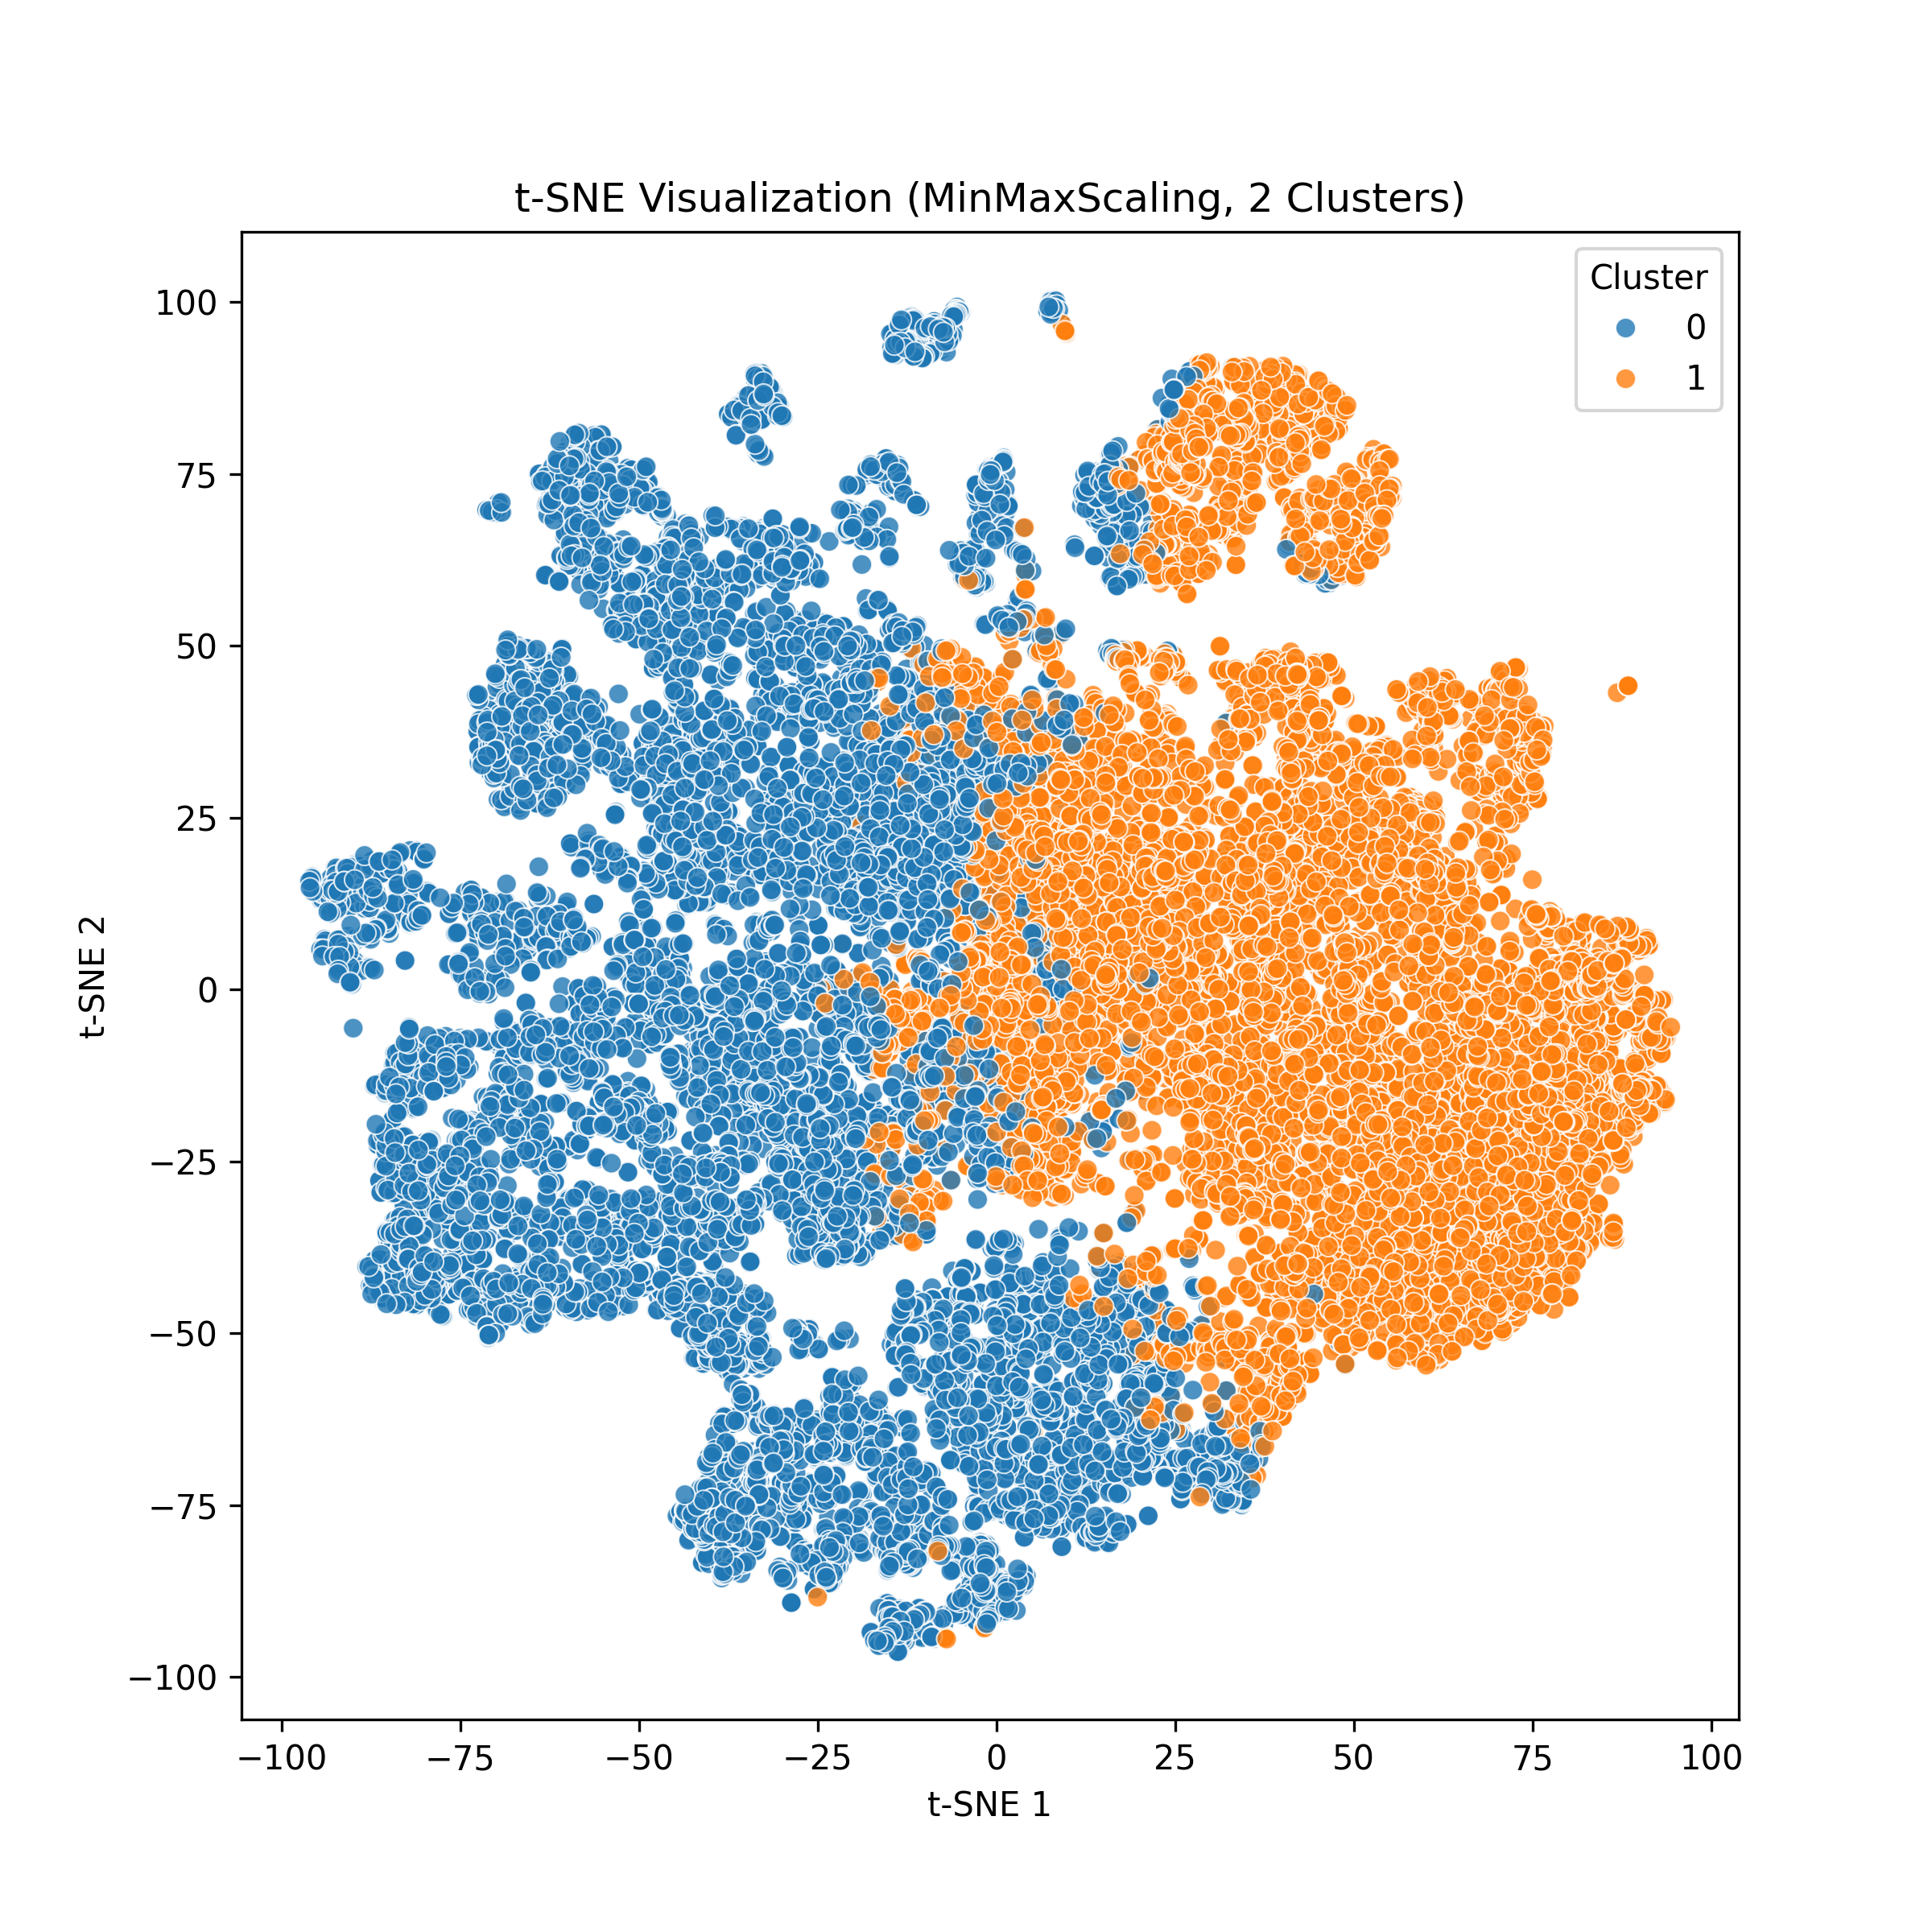 t-SNE Visualization (MinMaxScaling, 2 Clusters)
Cluster
0
1
100
75
50
25
0
−25
−50
−75
−100
t-SNE 2
−100 −75 −50 −25 0 25 50 75 100
t-SNE 1